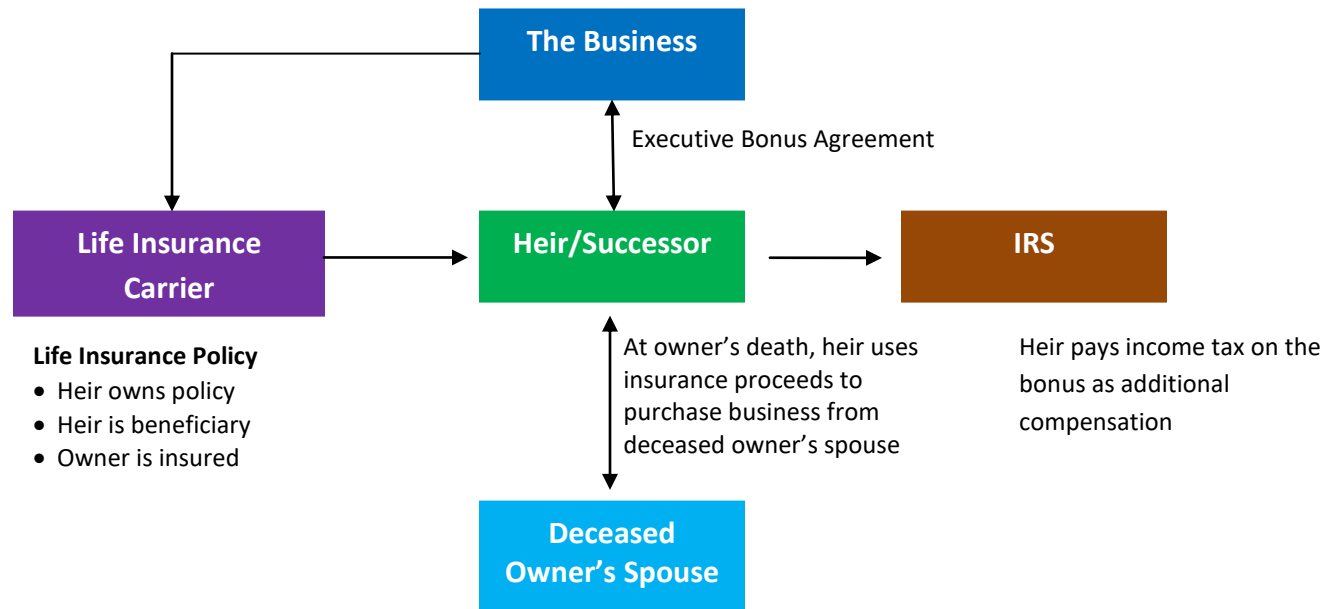 The Business
Executive Bonus Agreement
Life Insurance
Carrier
Heir/Successor
IRS
Life Insurance Policy
• Heir owns policy
• Heir is beneficiary
• Owner is insured
At owner’s death, heir uses
insurance proceeds to
purchase business from
deceased owner’s spouse
Heir pays income tax on the
bonus as additional
compensation
Deceased
Owner’s Spouse